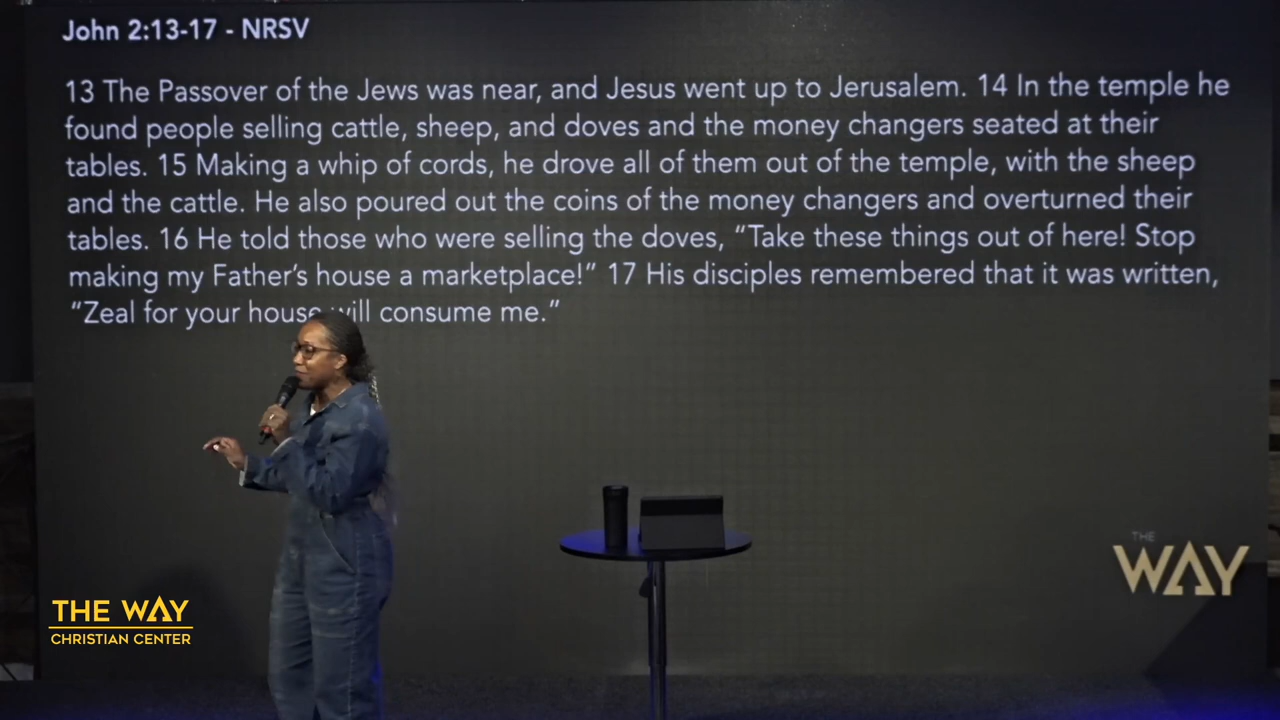 John 2:13-17 - NRSV
13 The Passover of the Jews was near, and Jesus went up to Jerusalem. 14 In the temple he
found people selling cattle, sheep, and doves and the money changers seated at their
tables. 15 Making a whip of cords, he drove all of them out of the temple, with the sheep
and the cattle. He also poured out the coins of the money changers and overturned their
tables. 16 He told those who were selling the doves, “Take these things out of here! Stop
making my Father’s house a marketplace!” 17 His disciples remembered that it was written,
“Zeal for your house will consume me.”
THE
WAY
THE WAY
CHRISTIAN CENTER